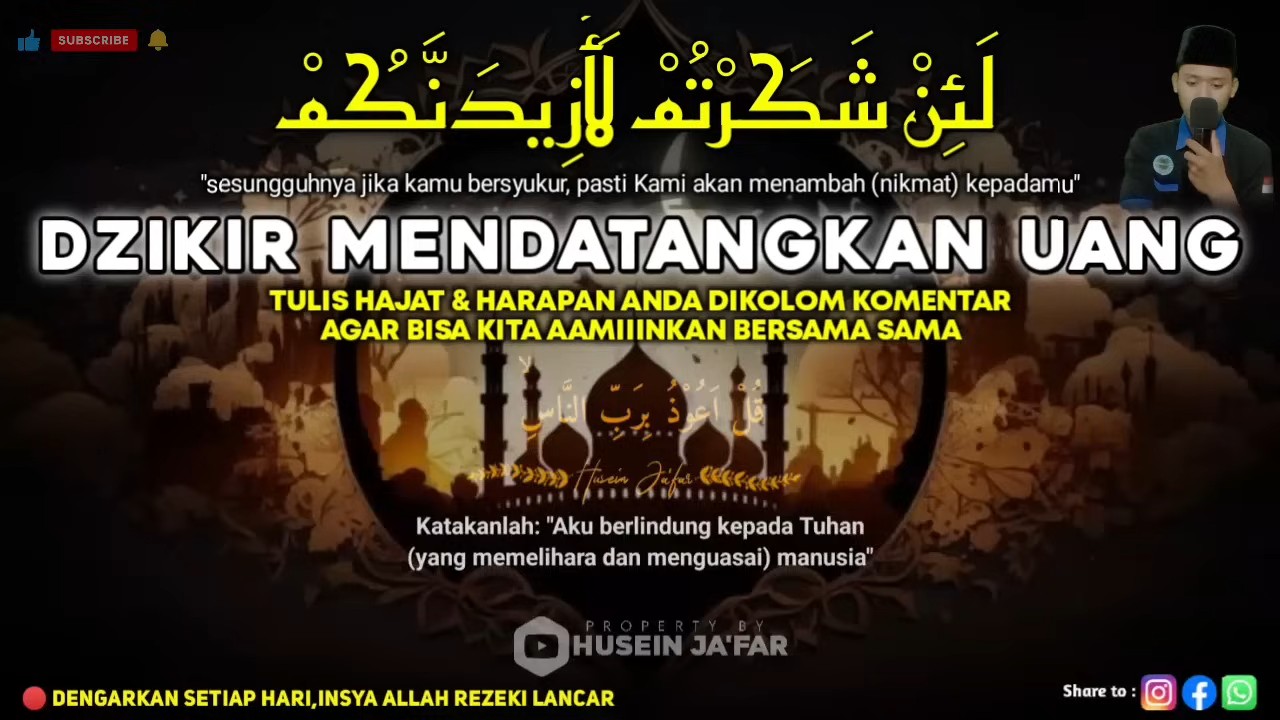 SUBSCRIBE
لَئِنْ شَكَرْتُمْ لَأَزِيدَنَّكُمْ
"sesungguhnya jika kamu bersyukur, pasti Kami akan menambah (nikmat) kepadamu"
DZIKIR MENDATANGKAN UANG
TULIS HAJAT & HARAPAN ANDA DIKOLOM KOMENTAR
AGAR BISA KITA AAMIIINKAN BERSAMA SAMA
قُلْ اَعُوْذُ بِرَبِّ النَّاسِۙ
Husein Ja'far
Katakanlah: "Aku berlindung kepada Tuhan
(yang memelihara dan menguasai) manusia"
PROPERTY BY
HUSEIN JA'FAR
DENGARKAN SETIAP HARI,INSYA ALLAH REZEKI LANCAR
Share to :